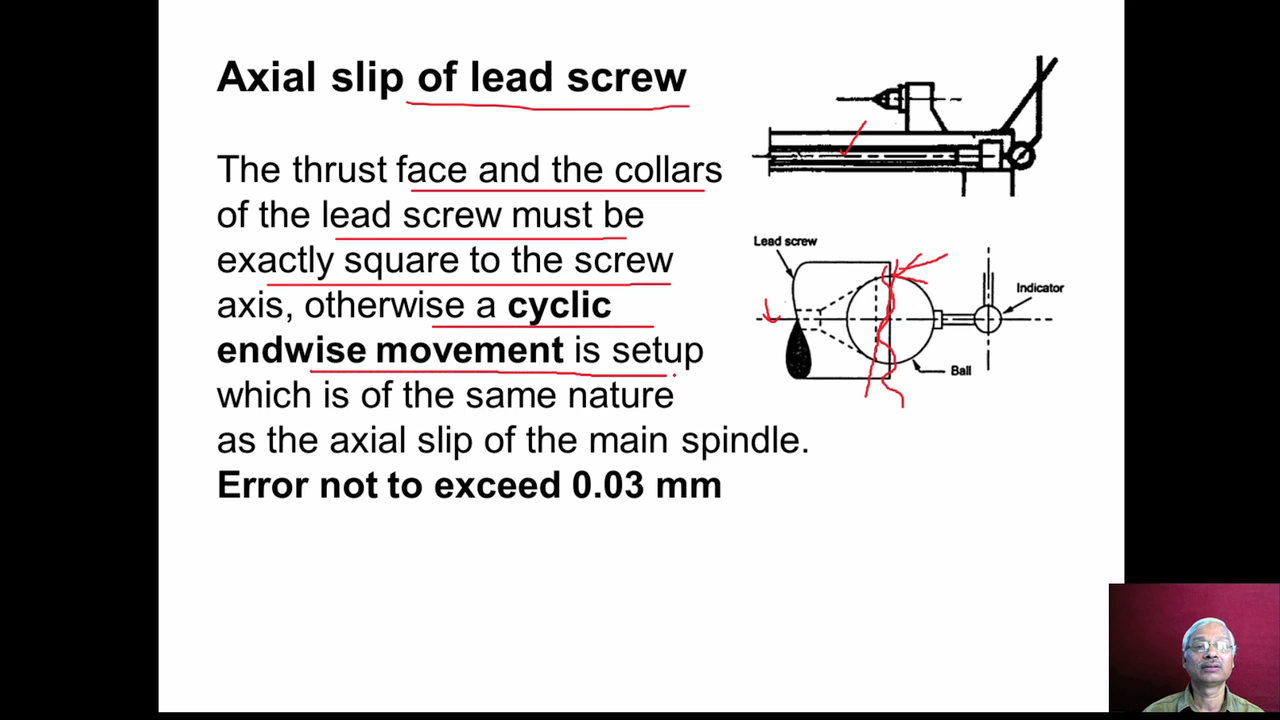 Axial slip of lead screw
The thrust face and the collars
of the lead screw must be
exactly square to the screw
axis, otherwise a cyclic
endwise movement is setup
which is of the same nature
as the axial slip of the main spindle.
Error not to exceed 0.03 mm
Lead screw
Indicator
Ball